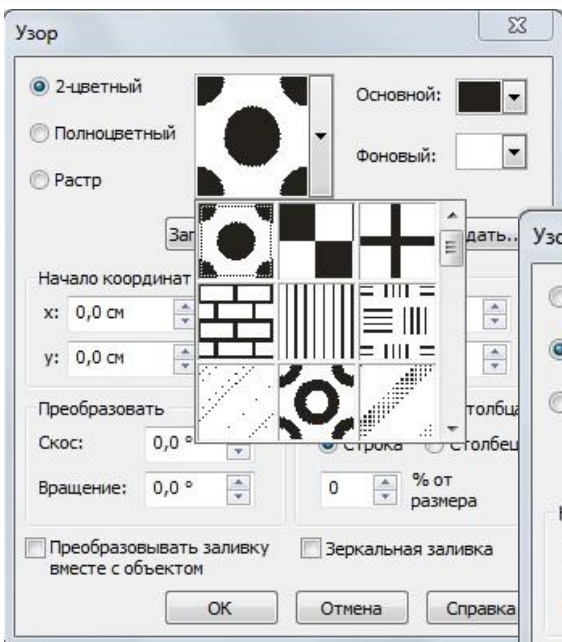 Узор
2-цветный
Основной:
Полноцветный
Фоновый:
Растр
Начало координат
x: 0,0 см
y: 0,0 см
Преобразовать
Скос: 0,0 °
Строка
Вращение: 0,0 °
0 % от
размера
Преобразовывать заливку
вместе с объектом
Зеркальная заливка
ОК
Отмена
Справка